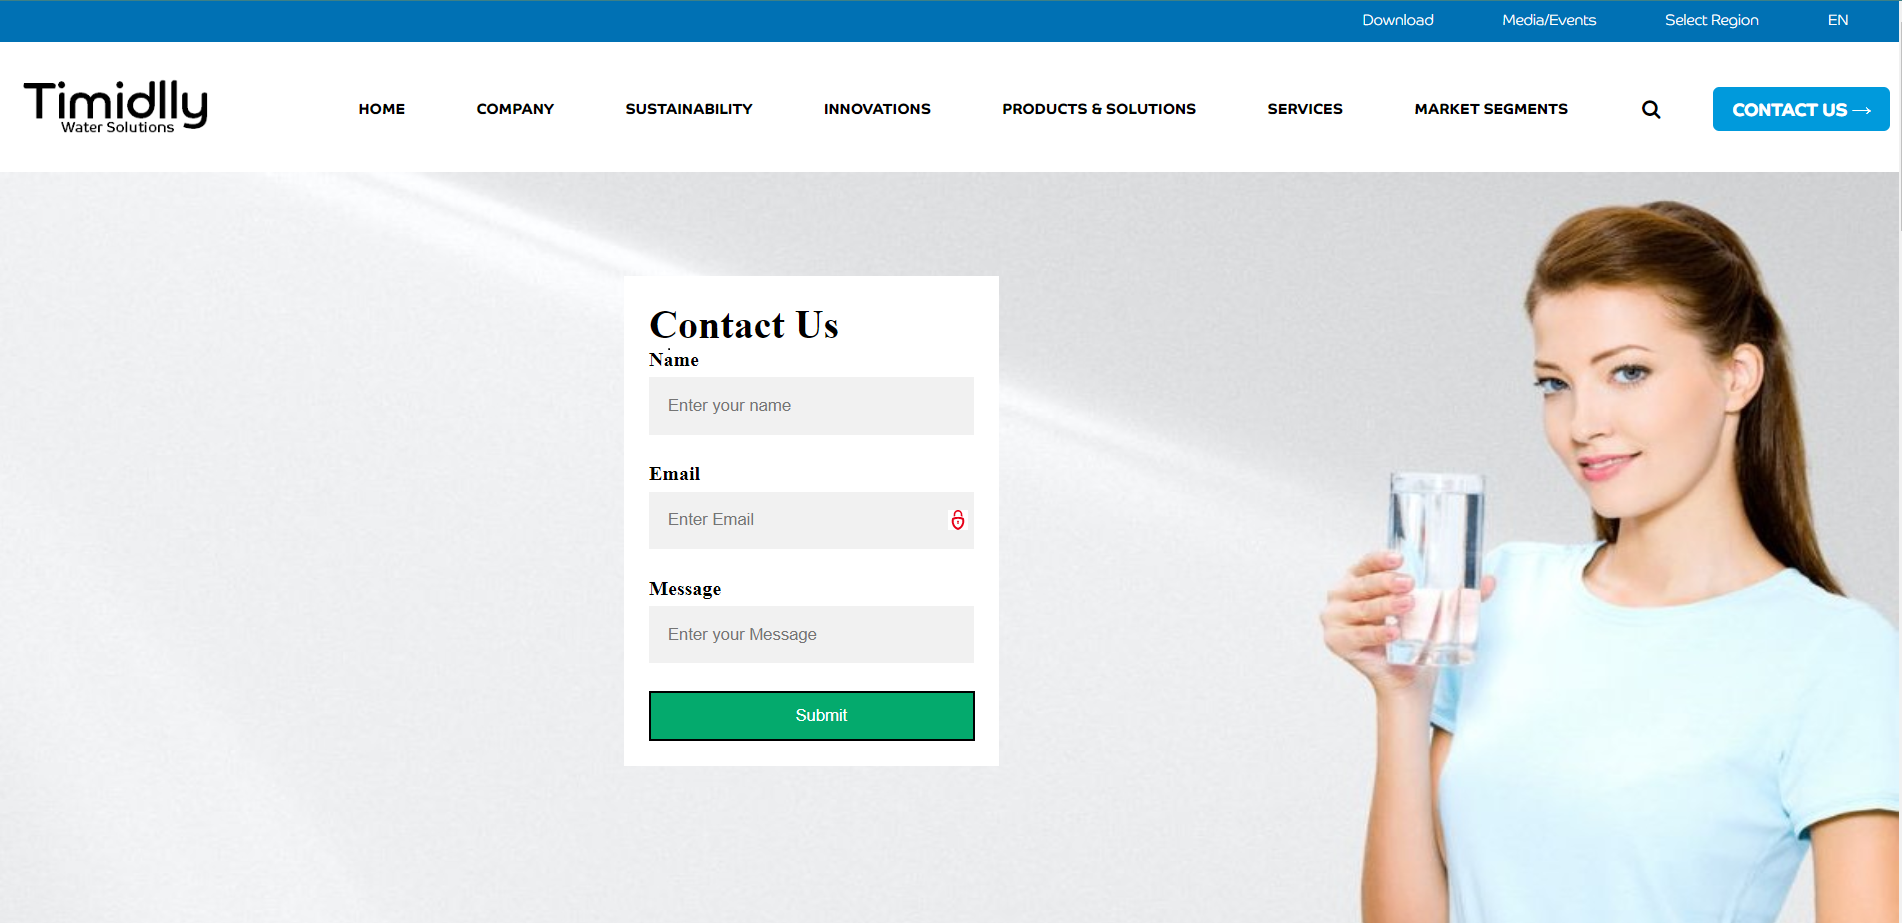 Download Media/Events Select Region EN
Timidlly
Water Solutions
HOME COMPANY SUSTAINABILITY INNOVATIONS PRODUCTS & SOLUTIONS SERVICES MARKET SEGMENTS CONTACT US →
Contact Us
Name
Enter your name
Email
Enter Email
Message
Enter your Message
Submit